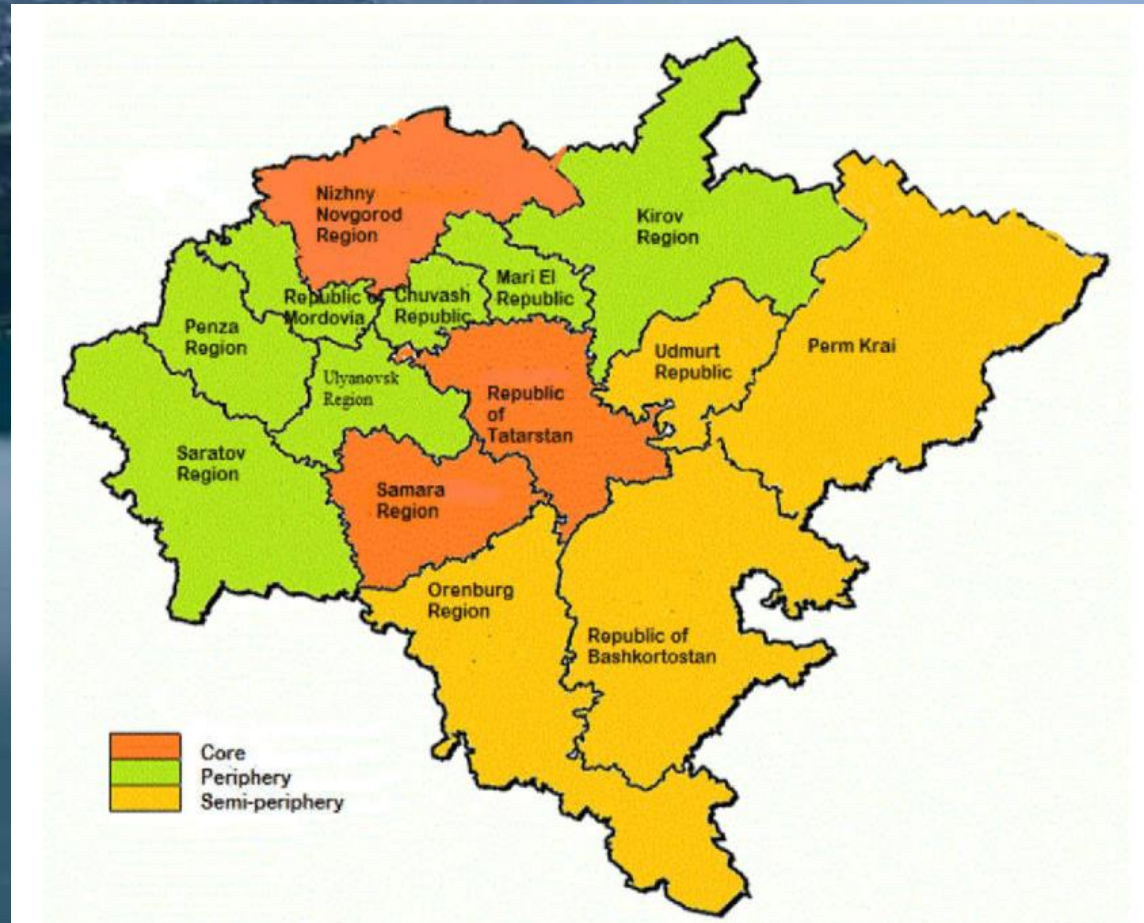 Nizhny
Novgorod
Region
Kirov
Region
Mari El
Republic
Chuvash
Republic
Republic of
Mordovia
Penza
Region
Ulyanovsk
Region
Udmurt
Republic
Perm Krai
Republic
of
Tatarstan
Saratov
Region
Samara
Region
Orenburg
Region
Republic of
Bashkortostan
Core
Periphery
Semi-periphery